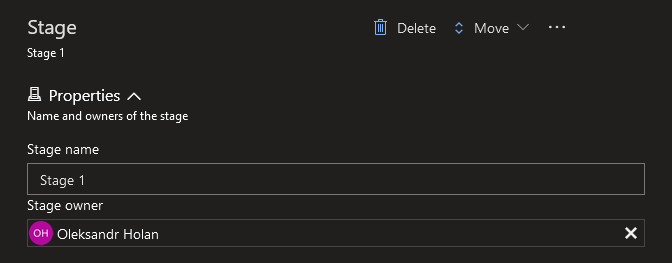 Stage
Delete
Move
Stage 1
Properties
Name and owners of the stage
Stage name
Stage 1
Stage owner
OH Oleksandr Holan